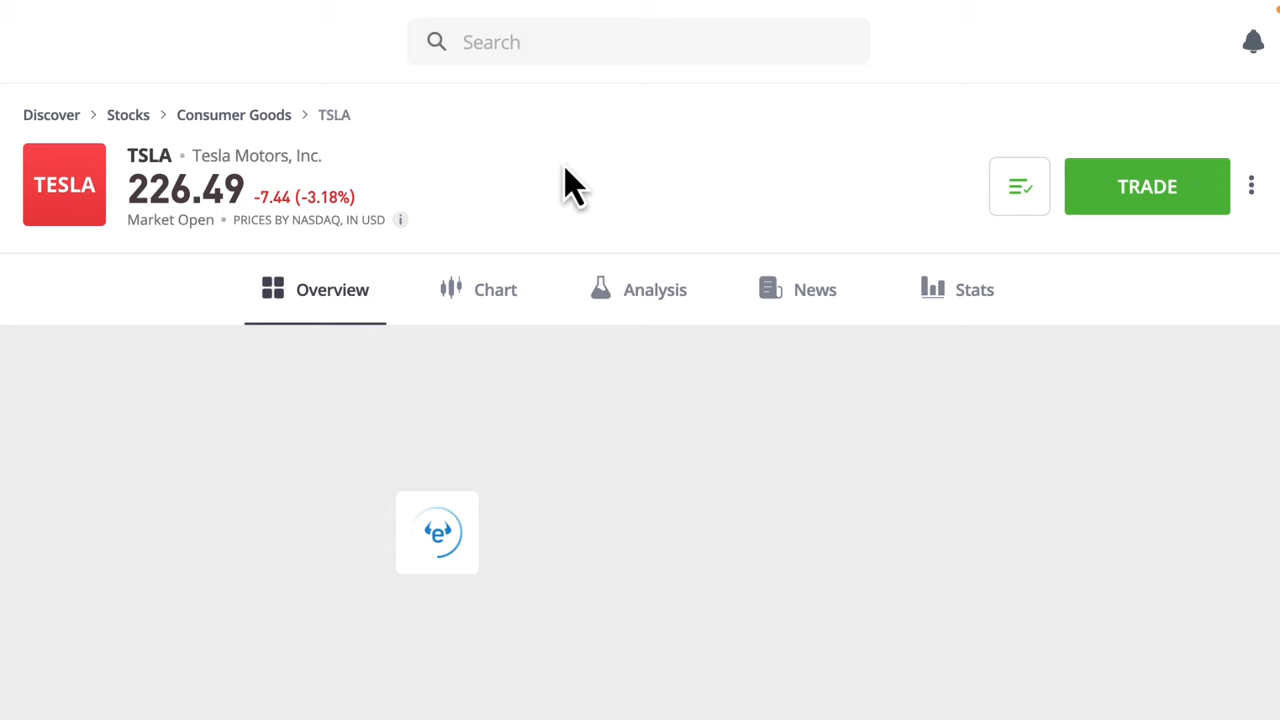 Search
Discover > Stocks > Consumer Goods > TSLA
TESLA
TSLA • Tesla Motors, Inc.
226.49 -7.44 (-3.18%)
Market Open • PRICES BY NASDAQ, IN USD i
TRADE
Overview Chart Analysis News Stats
e